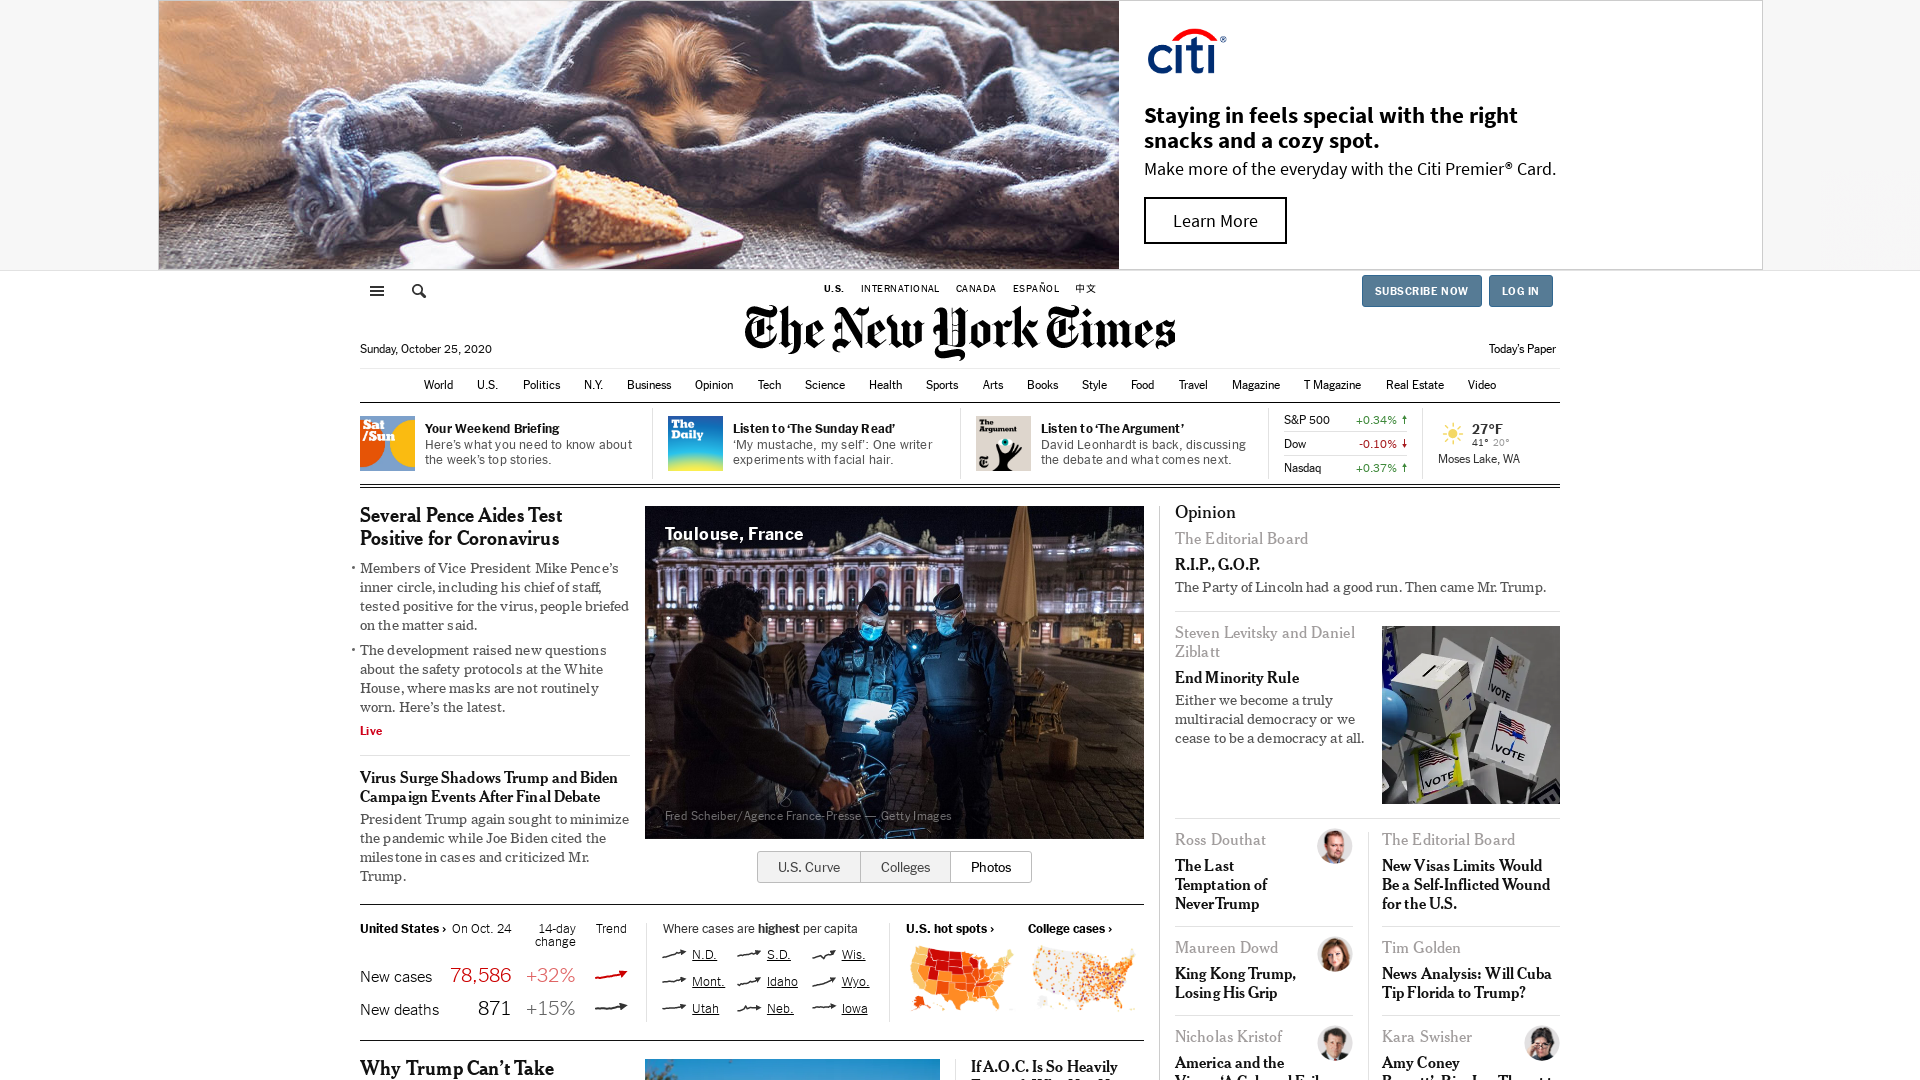 citi®
Staying in feels special with the right
snacks and a cozy spot.
Make more of the everyday with the Citi Premier® Card.
Learn More
U.S. INTERNATIONAL CANADA ESPAÑOL 中文
SUBSCRIBE NOW LOG IN
The New York Times
Sunday, October 25, 2020
Today's Paper
World U.S. Politics N.Y. Business Opinion Tech Science Health Sports Arts Books Style Food Travel Magazine T Magazine Real Estate Video
Sat
/Sun
Your Weekend Briefing
Here's what you need to know about
the week's top stories.
The
Daily
Listen to ‘The Sunday Read’
‘My mustache, my self’: One writer
experiments with facial hair.
The
Argument
Listen to ‘The Argument’
David Leonhardt is back, discussing
the debate and what comes next.
S&P 500 +0.34%
Dow -0.10%
Nasdaq +0.37%
27°F
41° 20°
Moses Lake, WA
Several Pence Aides Test
Positive for Coronavirus
• Members of Vice President Mike Pence’s
inner circle, including his chief of staff,
tested positive for the virus, people briefed
on the matter said.
• The development raised new questions
about the safety protocols at the White
House, where masks are not routinely
worn. Here’s the latest.
Live
Virus Surge Shadows Trump and Biden
Campaign Events After Final Debate
President Trump again sought to minimize
the pandemic while Joe Biden cited the
milestone in cases and criticized Mr.
Trump.
Toulouse, France
Fred Scheiber/Agence France-Presse — Getty Images
U.S. Curve Colleges Photos
United States › On Oct. 24 14-day
change Trend
New cases 78,586 +32%
New deaths 871 +15%
Where cases are highest per capita
N.D. S.D. Wis.
Mont. Idaho Wyo.
Utah Neb. Iowa
U.S. hot spots ›
College cases ›
Why Trump Can’t Take
If A.O.C. Is So Heavily
Opinion
The Editorial Board
R.I.P., G.O.P.
The Party of Lincoln had a good run. Then came Mr. Trump.
Steven Levitsky and Daniel
Ziblatt
End Minority Rule
Either we become a truly
multiracial democracy or we
cease to be a democracy at all.
VOTE
VOTE
VOTE
Ross Douthat
The Last
Temptation of
NeverTrump
The Editorial Board
New Visas Limits Would
Be a Self-Inflicted Wound
for the U.S.
Maureen Dowd
King Kong Trump,
Losing His Grip
Tim Golden
News Analysis: Will Cuba
Tip Florida to Trump?
Nicholas Kristof
America and the
Kara Swisher
Amy Coney